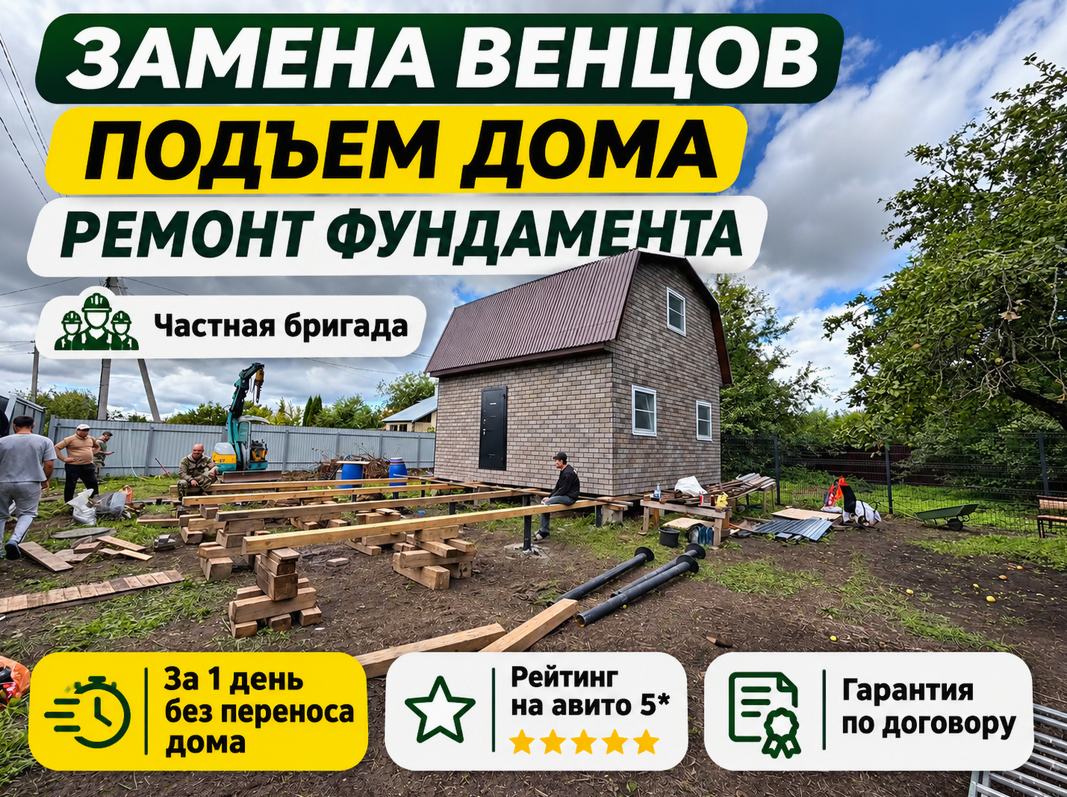 ЗАМЕНА ВЕНЦОВ
ПОДЪЕМ ДОМА
РЕМОНТ ФУНДАМЕНТА
Частная бригада
За 1 день
без переноса
дома
Рейтинг
на авито 5*
Гарантия
по договору